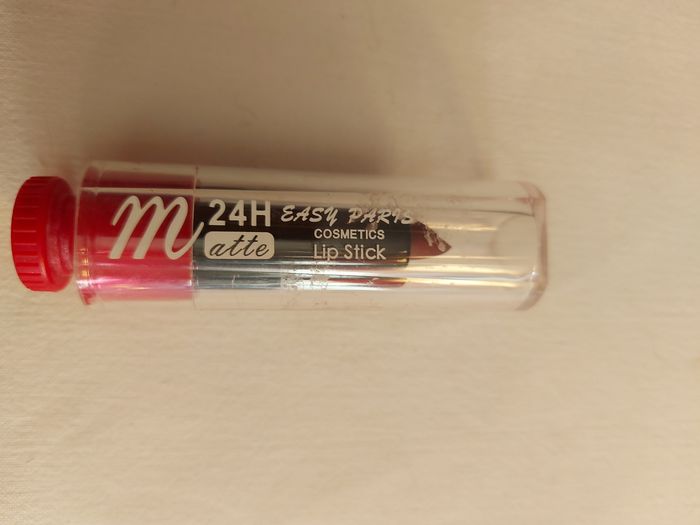 matte
24H
EASY PARIS
COSMETICS
Lip Stick